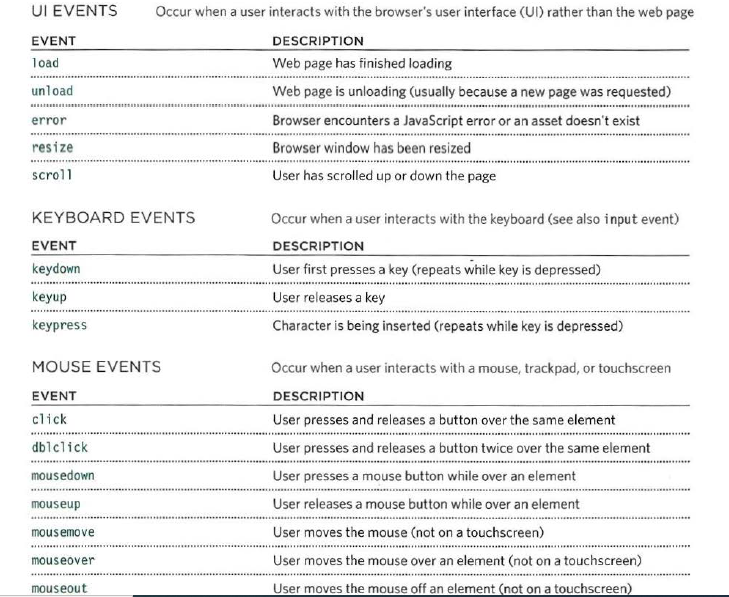 UI EVENTS Occur when a user interacts with the browser's user interface (UI) rather than the web page
EVENT DESCRIPTION
load Web page has finished loading
unload Web page is unloading (usually because a new page was requested)
error Browser encounters a JavaScript error or an asset doesn't exist
resize Browser window has been resized
scroll User has scrolled up or down the page
KEYBOARD EVENTS Occur when a user interacts with the keyboard (see also input event)
EVENT DESCRIPTION
keydown User first presses a key (repeats while key is depressed)
keyup User releases a key
keypress Character is being inserted (repeats while key is depressed)
MOUSE EVENTS Occur when a user interacts with a mouse, trackpad, or touchscreen
EVENT DESCRIPTION
click User presses and releases a button over the same element
dblclick User presses and releases a button twice over the same element
mousedown User presses a mouse button while over an element
mouseup User releases a mouse button while over an element
mousemove User moves the mouse (not on a touchscreen)
mouseover User moves the mouse over an element (not on a touchscreen)
mouseout User moves the mouse off an element (not on a touchscreen)